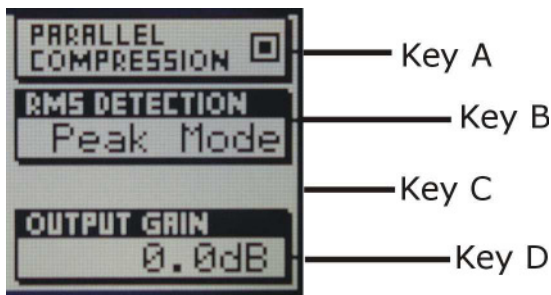 PARALLEL
COMPRESSION
Key A
RMS DETECTION
Peak Mode
Key B
Key C
OUTPUT GAIN
0.0dB
Key D